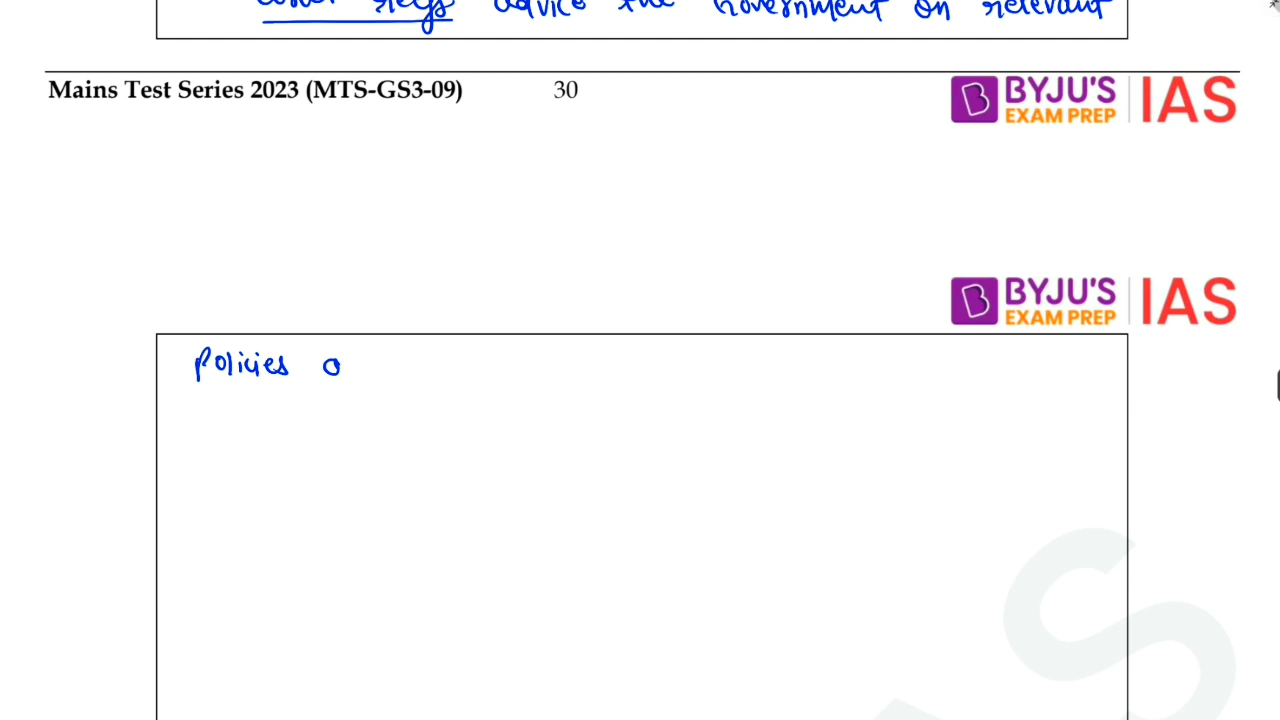 advice the Government on relevant
Mains Test Series 2023 (MTS-GS3-09) 30
BYJU'S EXAM PREP IAS
BYJU'S EXAM PREP IAS
Policies o
S